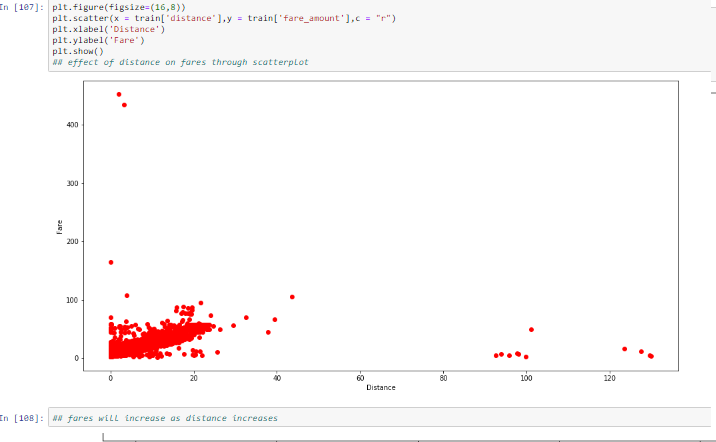 In [107]: plt.figure(figsize=(16,8))
plt.scatter(x = train['distance'],y = train['fare_amount'],c = "r")
plt.xlabel('Distance')
plt.ylabel('Fare')
plt.show()
## effect of distance on fares through scatterplot
400
300
200
100
0
Fare
0 20 40 60 80 100 120
Distance
In [108]: ## fares will increase as distance increases